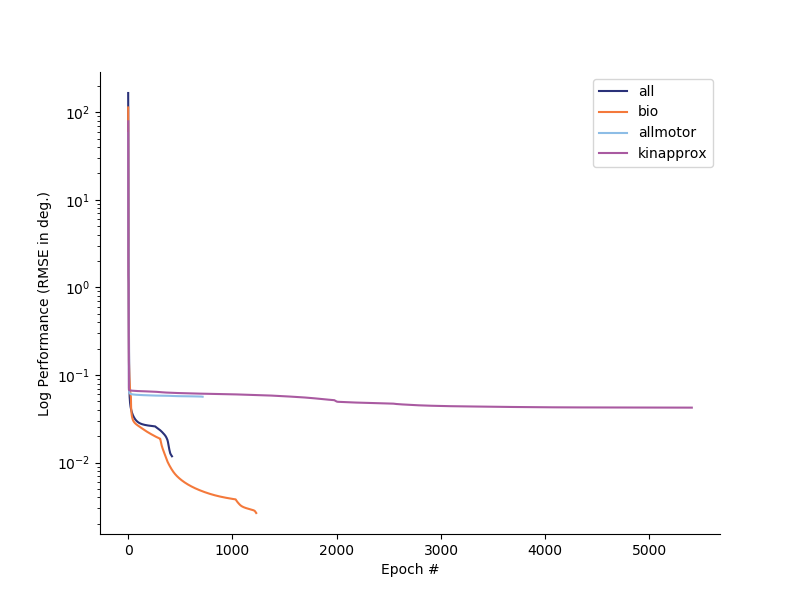 all
bio
allmotor
kinapprox
10²
10¹
10⁰
10⁻¹
10⁻²
Log Performance (RMSE in deg.)
0 1000 2000 3000 4000 5000
Epoch #